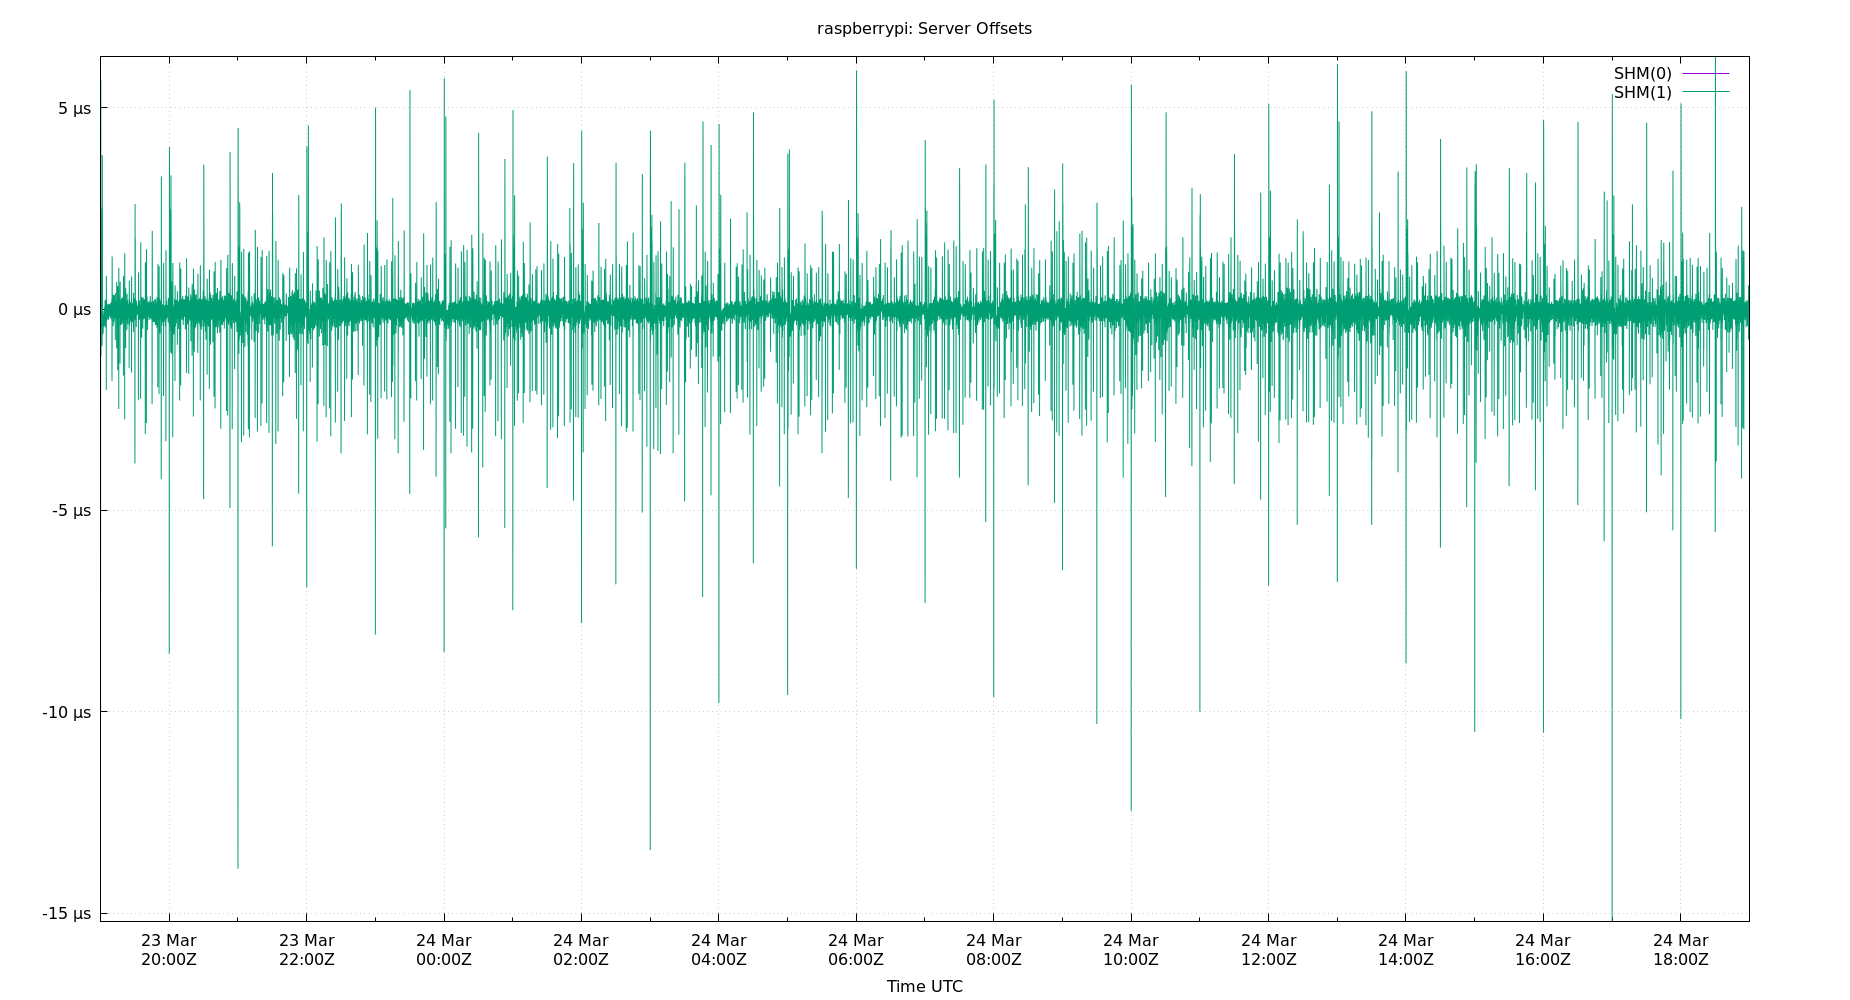 raspberrypi: Server Offsets
SHM(0)
SHM(1)
5 µs
0 µs
-5 µs
-10 µs
-15 µs
23 Mar 23 Mar 24 Mar 24 Mar 24 Mar 24 Mar 24 Mar 24 Mar 24 Mar 24 Mar 24 Mar 24 Mar
20:00Z 22:00Z 00:00Z 02:00Z 04:00Z 06:00Z 08:00Z 10:00Z 12:00Z 14:00Z 16:00Z 18:00Z
Time UTC